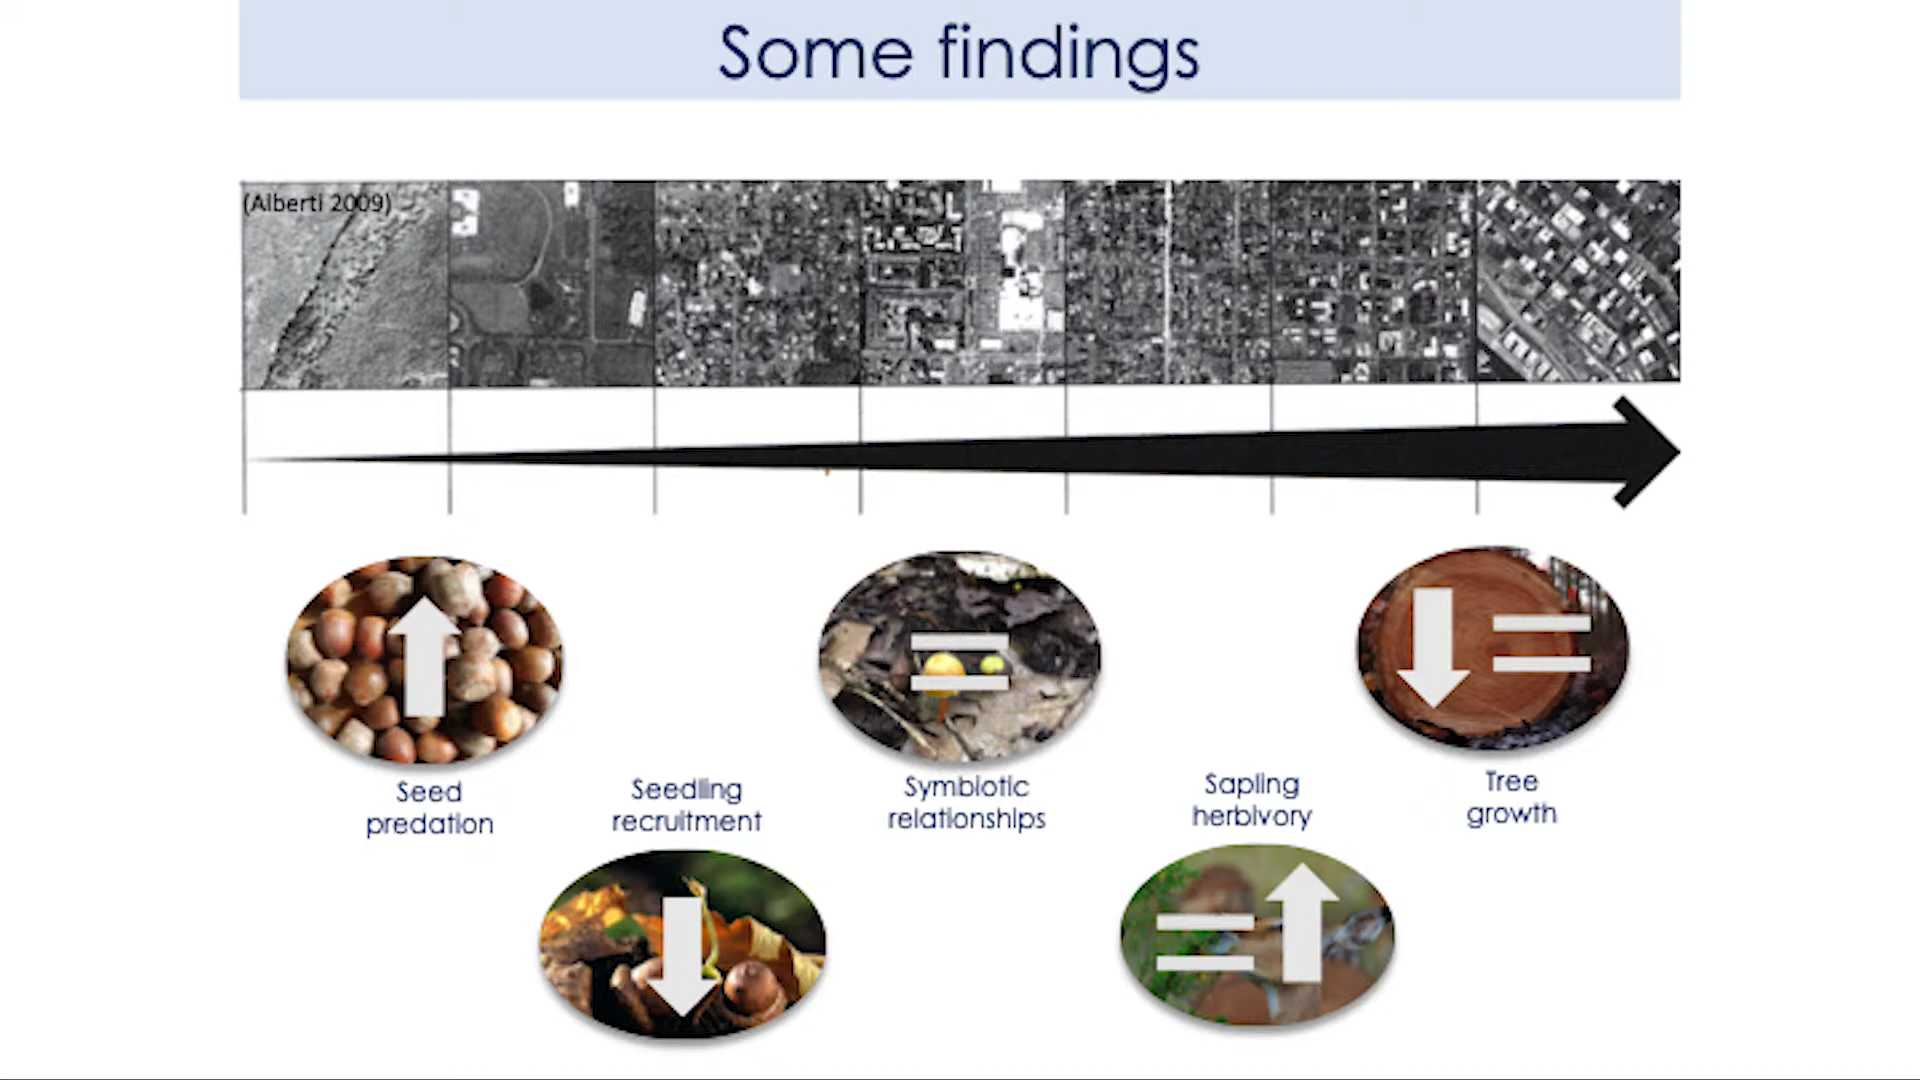 Some findings
(Alberti 2009)
Seed
predation
Seedling
recruitment
Symbiotic
relationships
Sapling
herbivory
Tree
growth